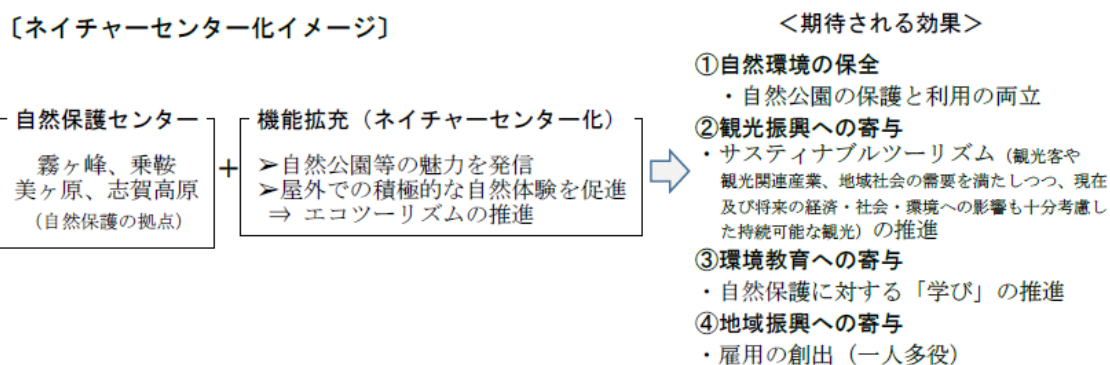 〔ネイチャーセンター化イメージ〕
自然保護センター
霧ヶ峰、乗鞍
美ヶ原、志賀高原
（自然保護の拠点）
＋
機能拡充（ネイチャーセンター化）
➢自然公園等の魅力を発信
➢屋外での積極的な自然体験を促進
⇒ エコツーリズムの推進
＜期待される効果＞
①自然環境の保全
・自然公園の保護と利用の両立
②観光振興への寄与
・サスティナブルツーリズム（観光客や
観光関連産業、地域社会の需要を満たしつつ、現在
及び将来の経済・社会・環境への影響も十分考慮し
た持続可能な観光）の推進
③環境教育への寄与
・自然保護に対する「学び」の推進
④地域振興への寄与
・雇用の創出（一人多役）